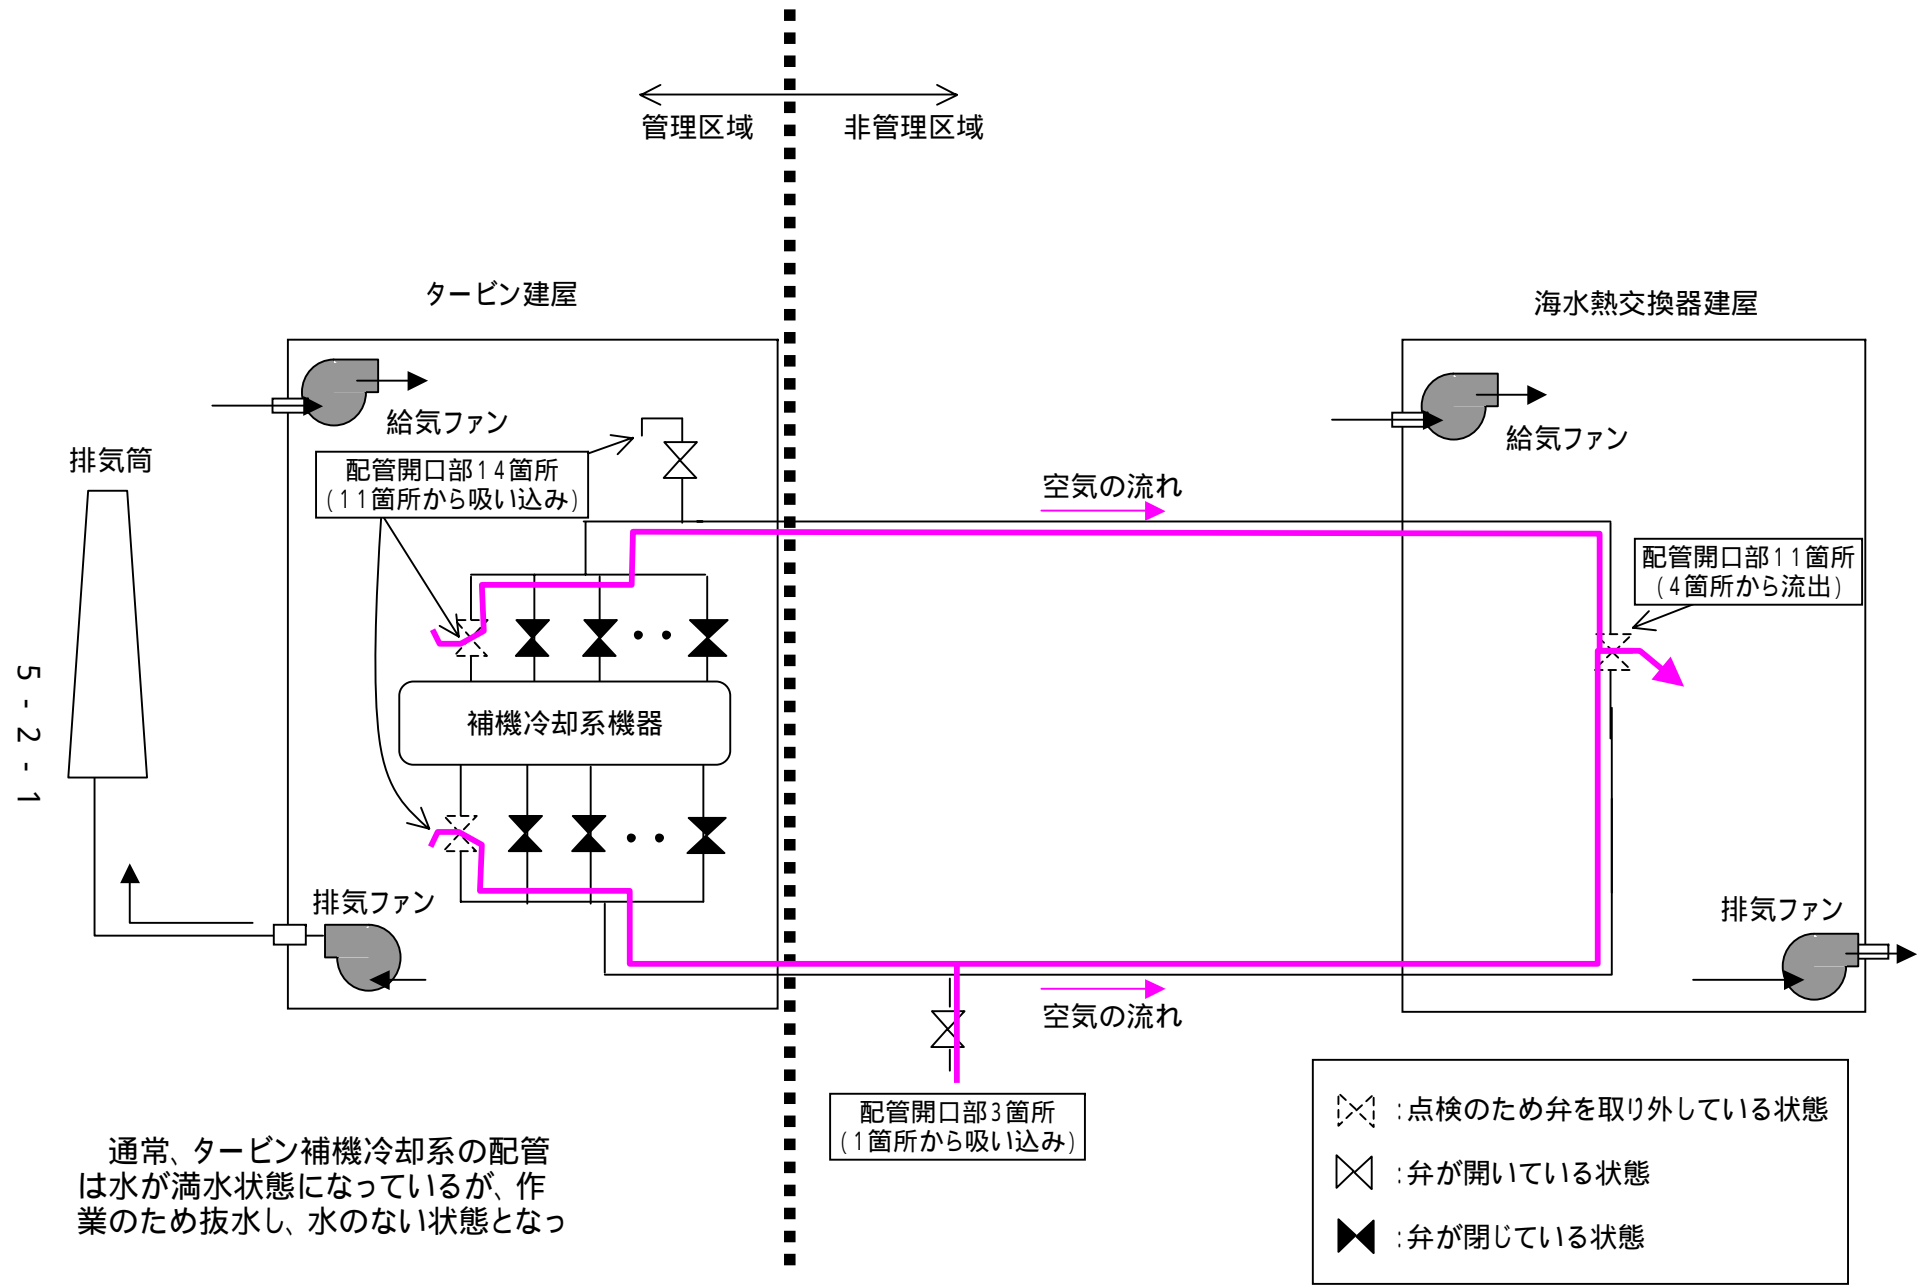 管理区域
非管理区域
タービン建屋
海水熱交換器建屋
給気ファン
給気ファン
排気筒
配管開口部14箇所
(11箇所から吸い込み)
空気の流れ
配管開口部11箇所
(4箇所から流出)
補機冷却系機器
5-2-1
排気ファン
排気ファン
空気の流れ
配管開口部3箇所
(1箇所から吸い込み)
:点検のため弁を取り外している状態
:弁が開いている状態
:弁が閉じている状態
通常、タービン補機冷却系の配管
は水が満水状態になっているが、作
業のため抜水し、水のない状態となっ